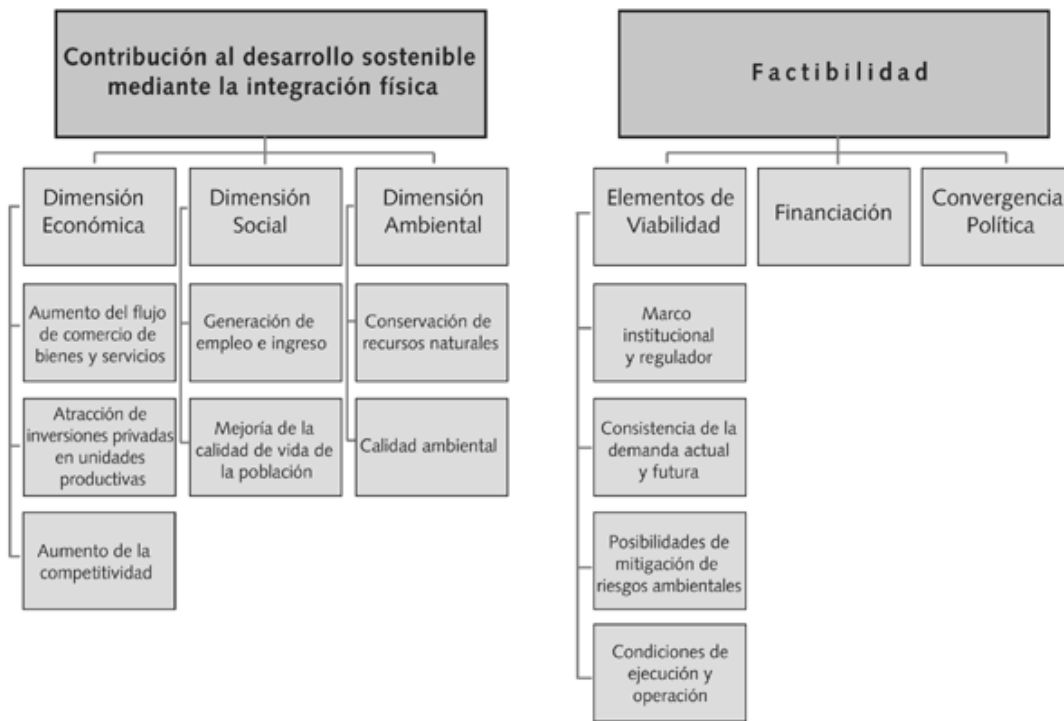 Contribución al desarrollo sostenible
mediante la integración física
Dimensión
Económica
Aumento del flujo
de comercio de
bienes y servicios
Atracción de
inversiones privadas
en unidades
productivas
Aumento de la
competitividad
Dimensión
Social
Generación de
empleo e ingreso
Mejoría de la
calidad de vida de
la población
Dimensión
Ambiental
Conservación de
recursos naturales
Calidad ambiental
Factibilidad
Elementos de
Viabilidad
Marco
institucional
y regulador
Consistencia de la
demanda actual
y futura
Posibilidades de
mitigación de
riesgos ambientales
Condiciones de
ejecución y
operación
Financiación
Convergencia
Política